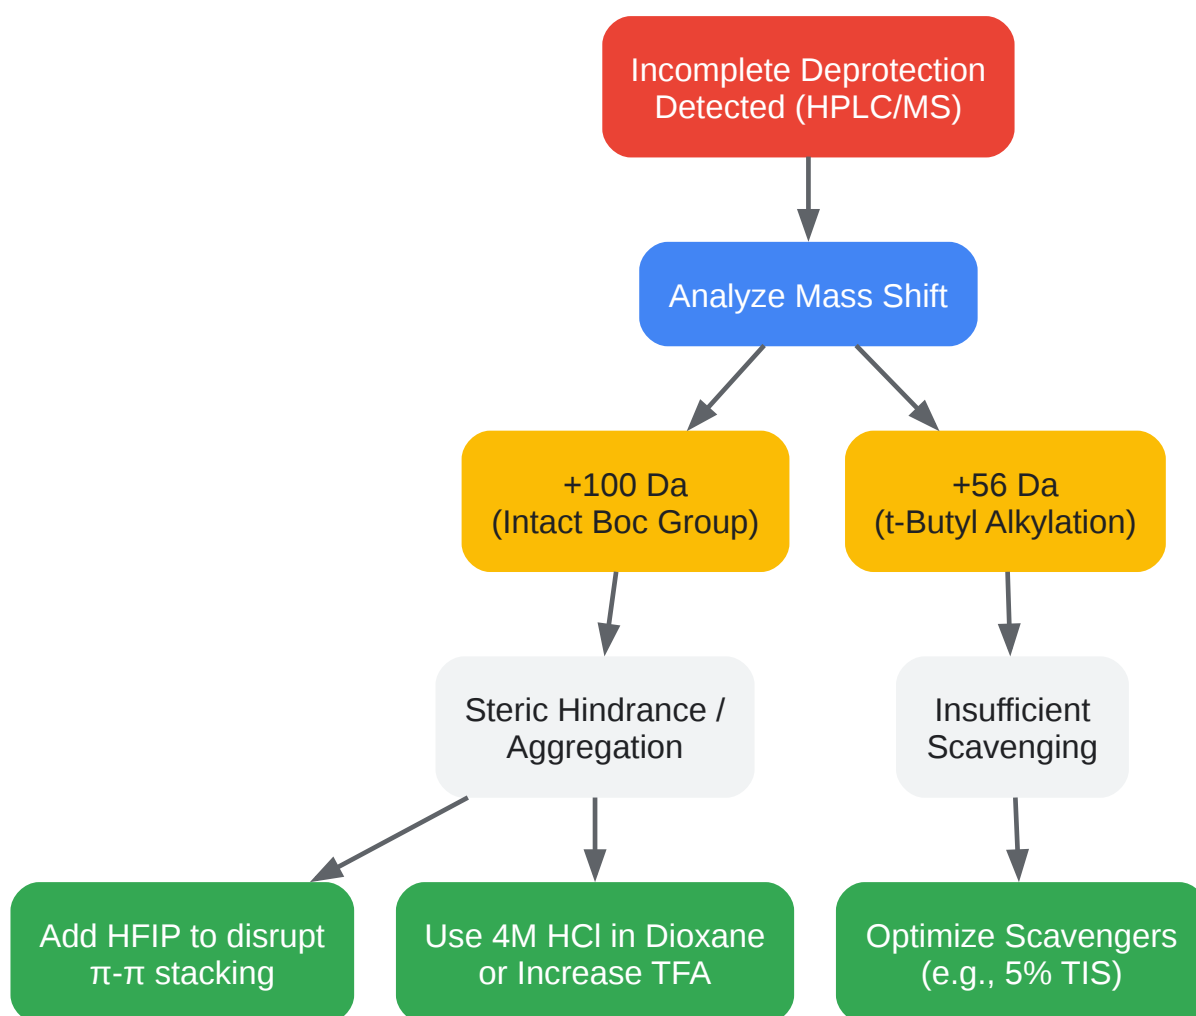 Incomplete Deprotection
Detected (HPLC/MS)
Analyze Mass Shift
+100 Da
(Intact Boc Group)
+56 Da
(t-Butyl Alkylation)
Steric Hindrance /
Aggregation
Insufficient
Scavenging
Add HFIP to disrupt
π-π stacking
Use 4M HCl in Dioxane
or Increase TFA
Optimize Scavengers
(e.g., 5% TIS)